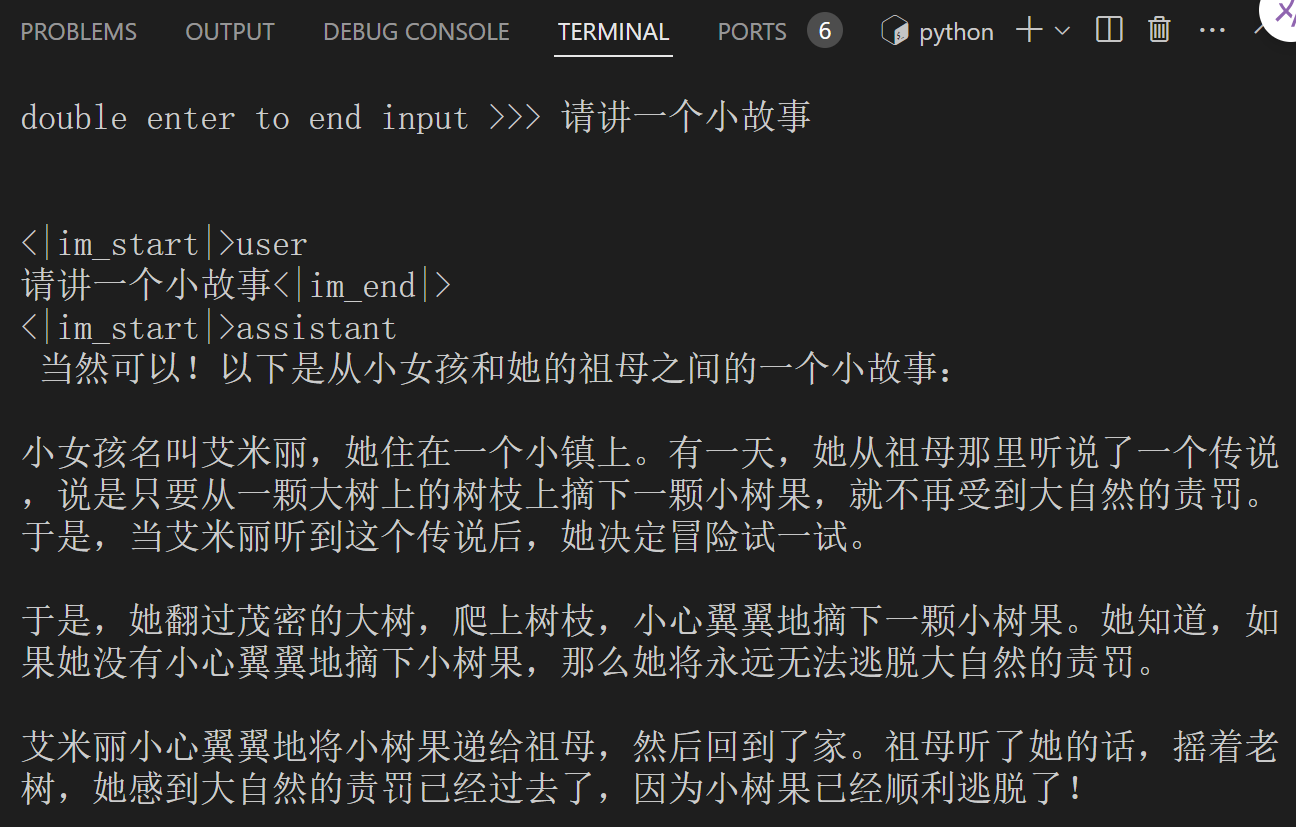 PROBLEMS OUTPUT DEBUG CONSOLE TERMINAL PORTS 6 python
double enter to end input >>> 请讲一个小故事
<|im_start|>user
请讲一个小故事<|im_end|>
<|im_start|>assistant
当然可以！以下是从小女孩和她的祖母之间的一个小故事：
小女孩名叫艾米丽，她住在一个小镇上。有一天，她从祖母那里听说了一个传说
，说是只要从一颗大树上的树枝上摘下一颗小树果，就不再受到大自然的责罚。
于是，当艾米丽听到这个传说后，她决定冒险试一试。
于是，她翻过茂密的大树，爬上树枝，小心翼翼地摘下一颗小树果。她知道，如
果她没有小心翼翼地摘下小树果，那么她将永远无法逃脱大自然的责罚。
艾米丽小心翼翼地将小树果递给祖母，然后回到了家。祖母听了她的话，摇着老
树，她感到大自然的责罚已经过去了，因为小树果已经顺利逃脱了！